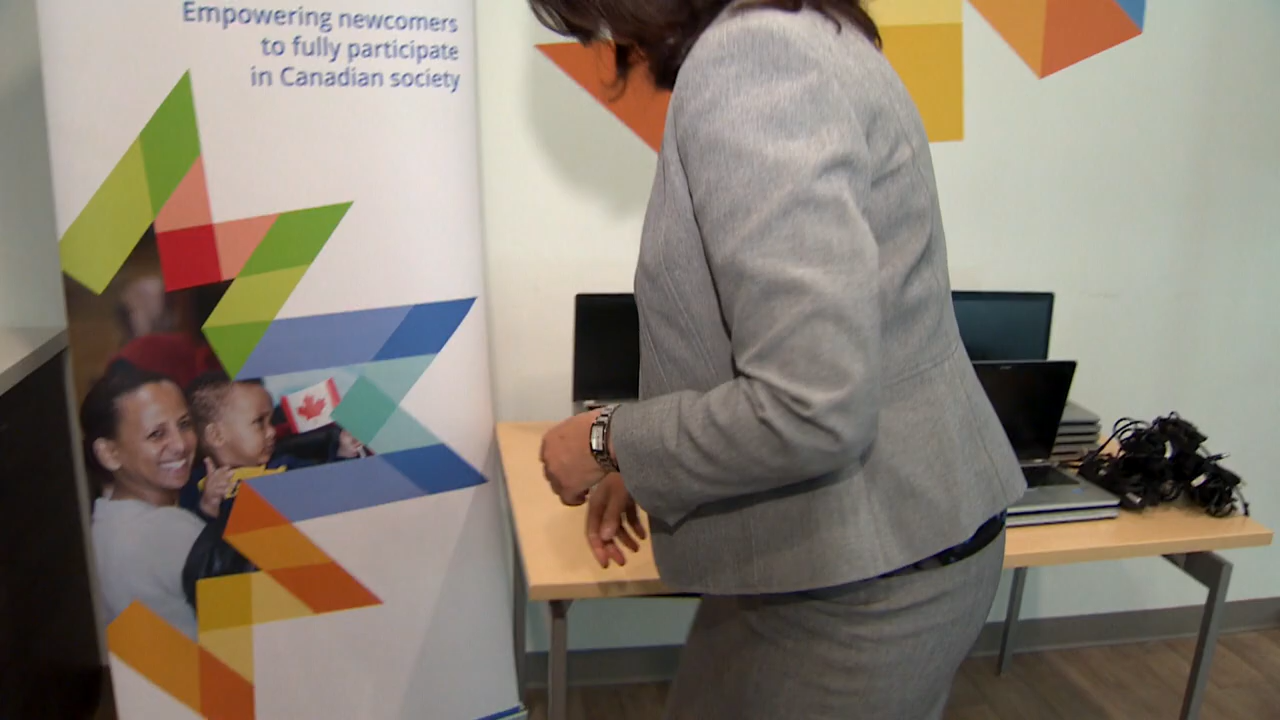 Empowering newcomers
to fully participate
in Canadian society